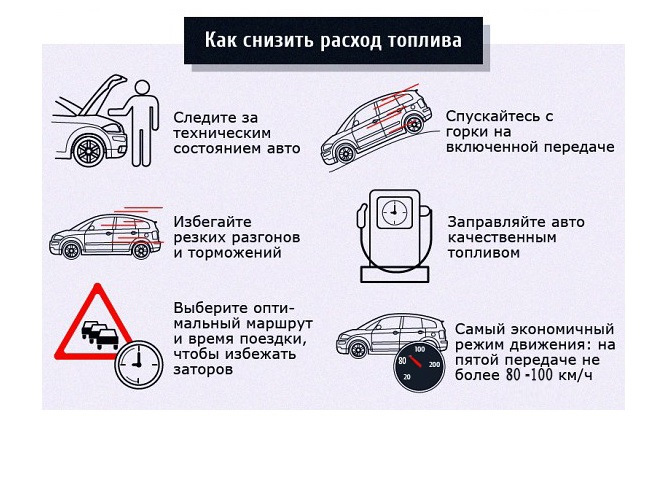 Как снизить расход топлива
Следите за
техническим
состоянием авто
Спускайтесь с
горки на
включенной передаче
Избегайте
резких разгонов
и торможений
Заправляйте авто
качественным
топливом
Выберите опти-
мальный маршрут
и время поездки,
чтобы избежать
заторов
Самый экономичный
режим движения: на
пятой передаче не
более 80 -100 км/ч
100
80
200
20